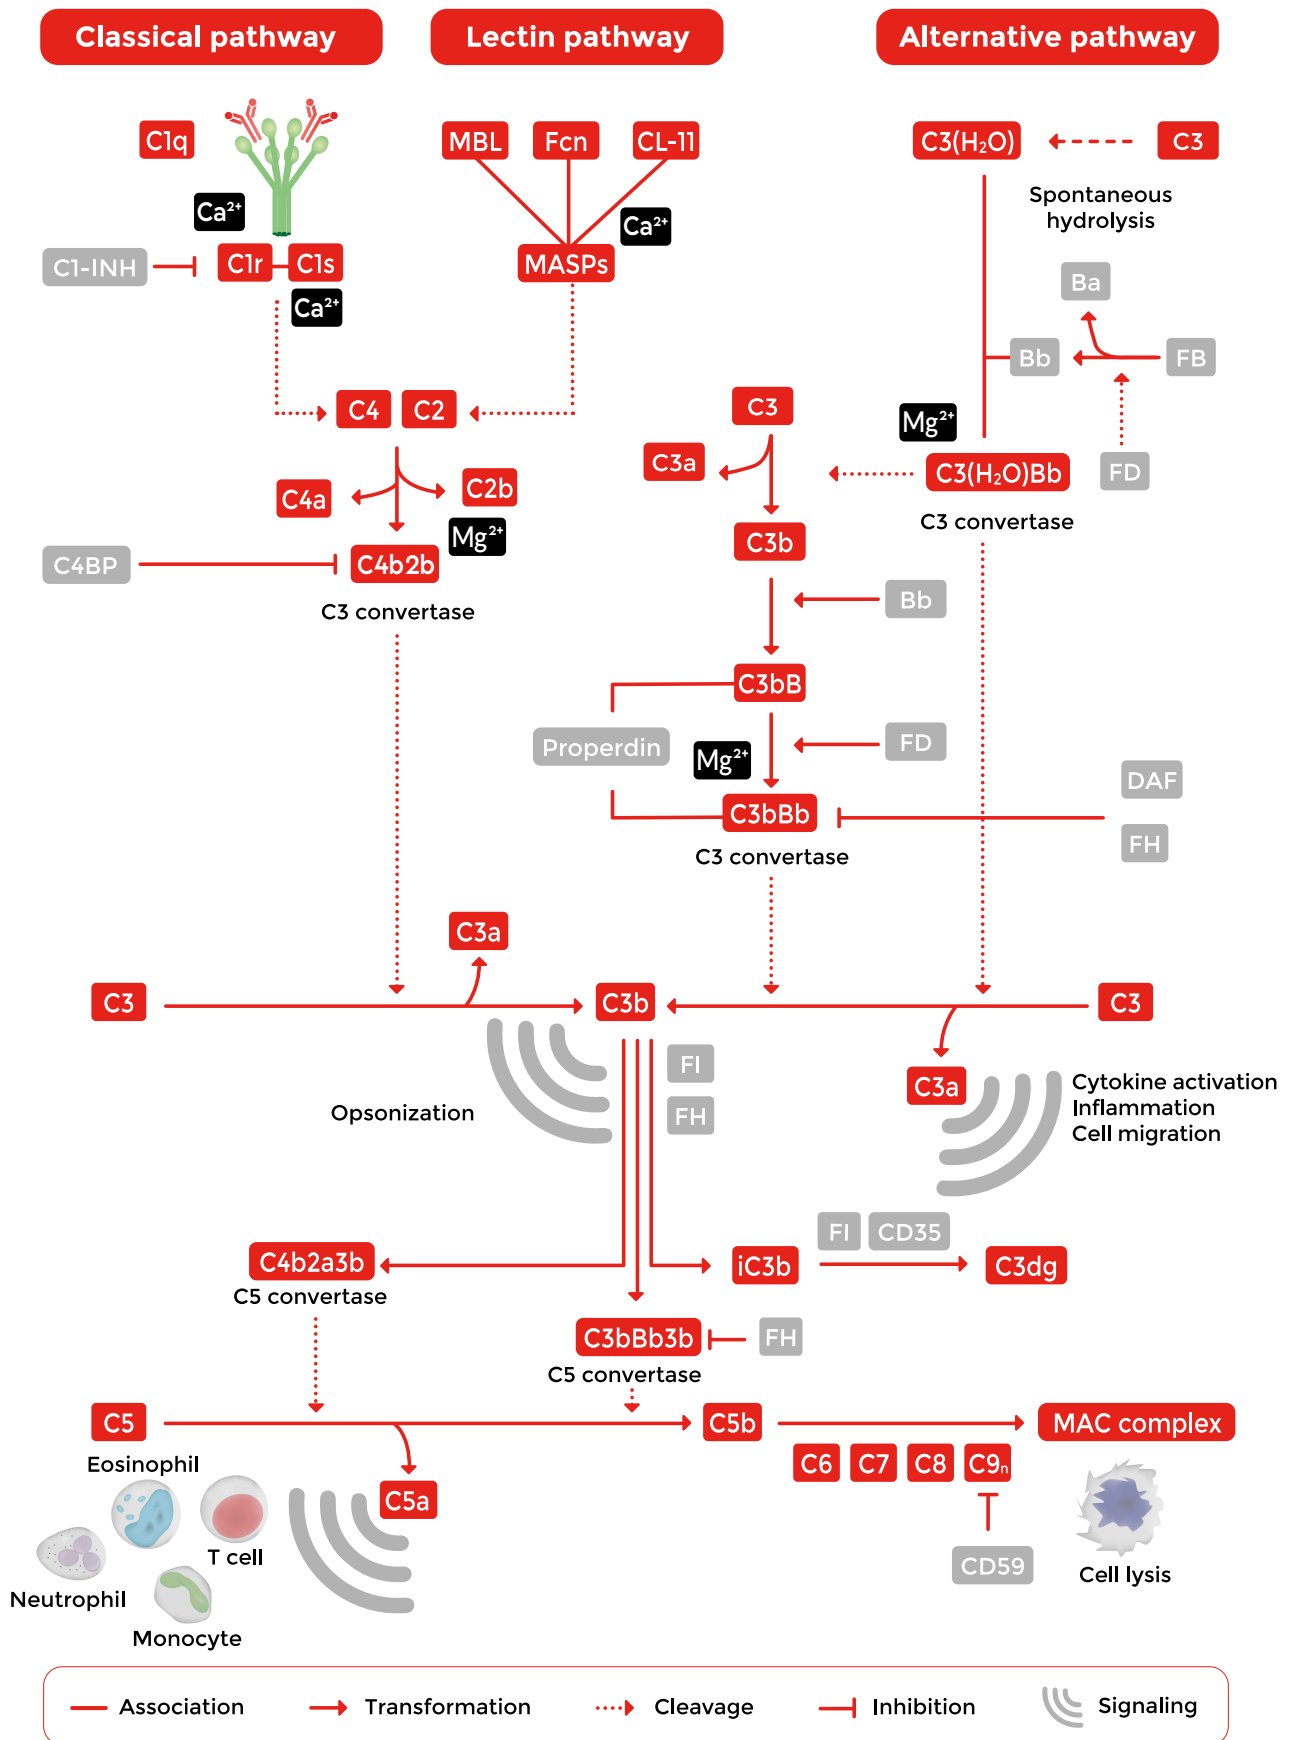 Classical pathway
Lectin pathway
Alternative pathway
C1q
MBL
Fcn
CL-11
C3(H₂O)
C3
Spontaneous
hydrolysis
Ca²⁺
Ca²⁺
C1-INH
C1r
C1s
MASPs
Ca²⁺
Ba
Bb
FB
C4
C2
C3
Mg²⁺
C3a
C3(H₂O)Bb
FD
C4a
C2b
C3 convertase
Mg²⁺
C3b
C4BP
C4b2b
C3 convertase
Bb
C3bB
Properdin
FD
Mg²⁺
DAF
C3bBb
FH
C3 convertase
C3a
C3
C3b
C3
FI
C3a
Cytokine activation
Inflammation
Cell migration
Opsonization
FH
FI
CD35
C4b2a3b
C5 convertase
iC3b
C3dg
C3bBb3b
FH
C5 convertase
C5
C5b
MAC complex
Eosinophil
C6
C7
C8
C9ₙ
C5a
T cell
Neutrophil
Monocyte
CD59
Cell lysis
Association
Transformation
Cleavage
Inhibition
Signaling